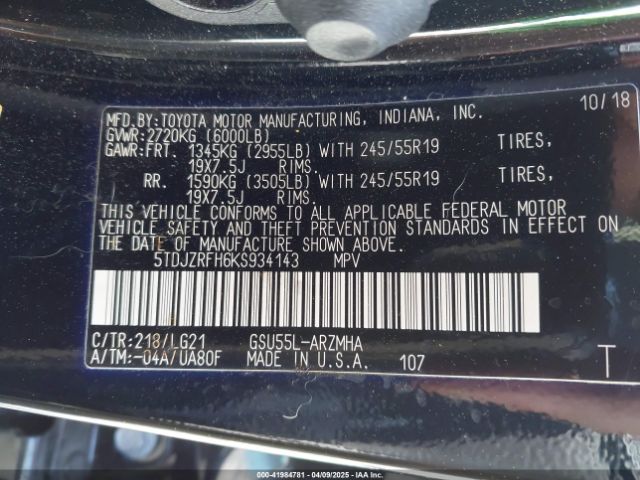 MFD.BY:TOYOTA MOTOR MANUFACTURING, INDIANA, INC. 10/18
GVWR:2720KG (6000LB)
GAWR:FRT. 1345KG (2955LB) WITH 245/55R19 TIRES,
19X7.5J RIMS.
RR. 1590KG (3505LB) WITH 245/55R19 TIRES,
19X7.5J RIMS.
THIS VEHICLE CONFORMS TO ALL APPLICABLE FEDERAL MOTOR
VEHICLE SAFETY AND THEFT PREVENTION STANDARDS IN EFFECT ON
THE DATE OF MANUFACTURE SHOWN ABOVE.
5TDJZRFH6KS934143 MPV
C/TR:218/LG21 GSU55L-ARZMHA
A/TM:-04A/UA80F MADE IN U.S.A. 107 T
000-41984781 - 04/09/2025 - IAA Inc.